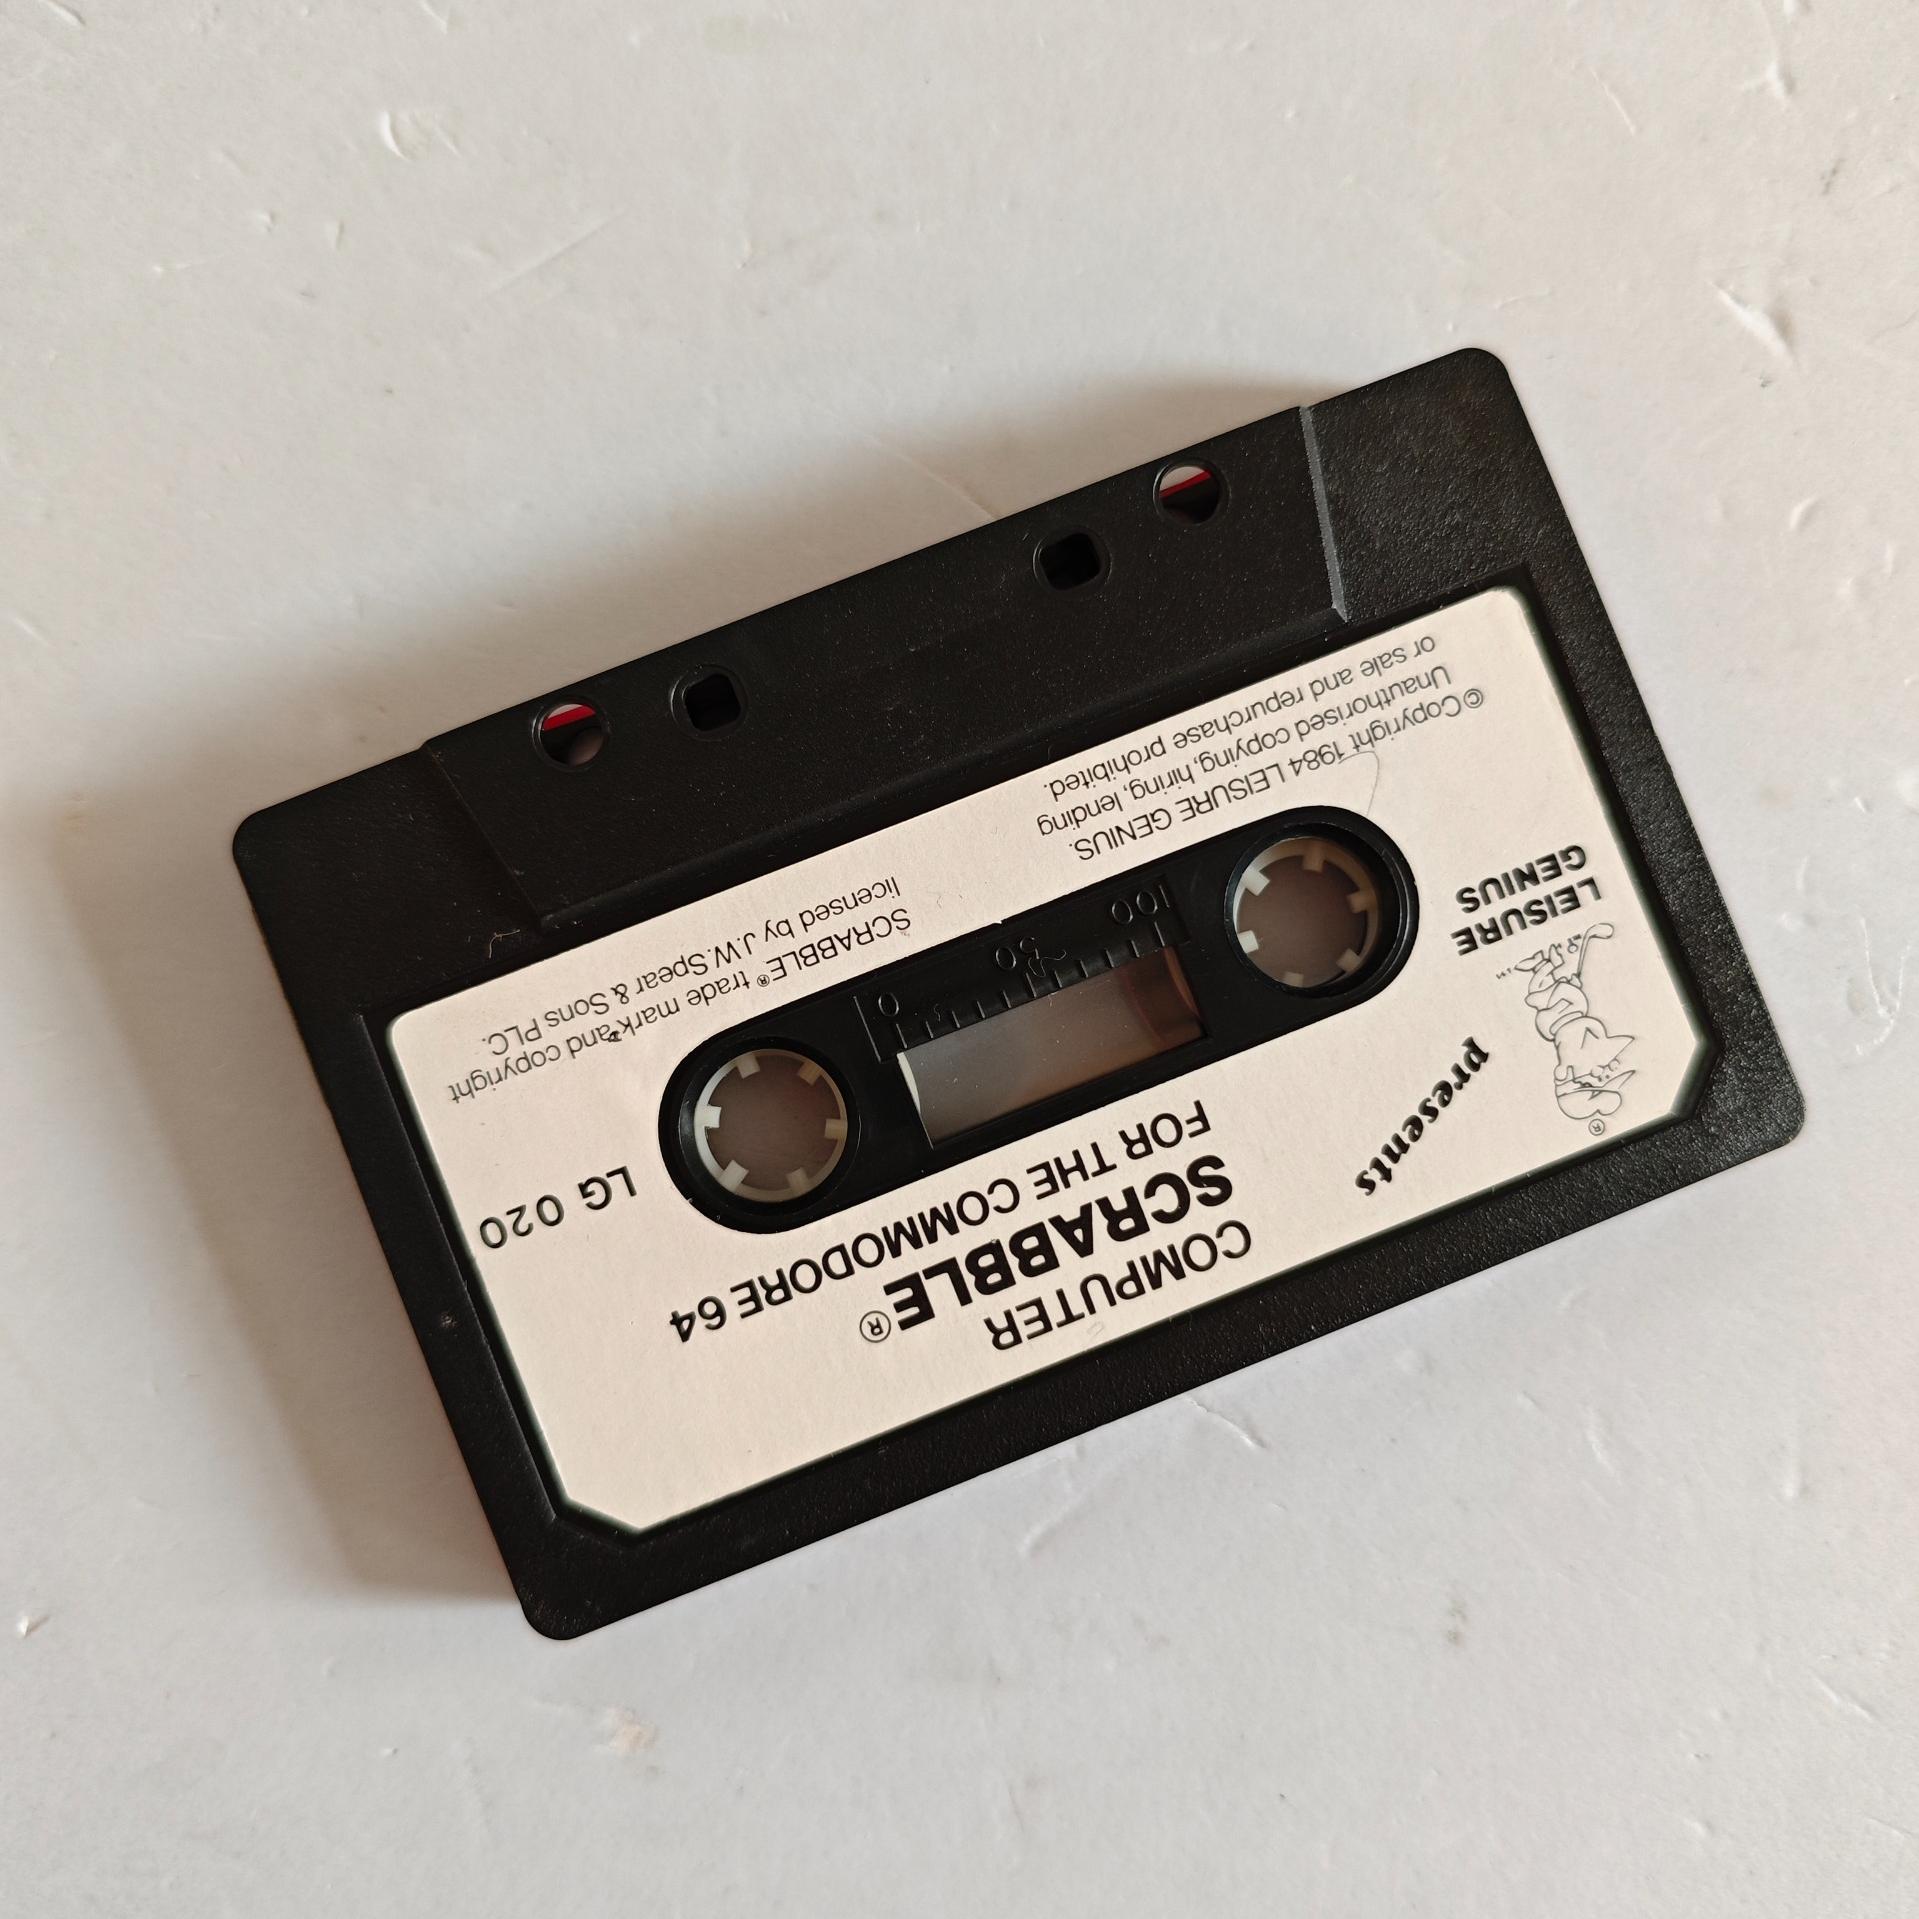 ®
™
LEISURE
GENIUS
presents
COMPUTER
SCRABBLE®
FOR THE COMMODORE 64
LG 020
100
50
0
© Copyright 1984 LEISURE GENIUS.
Unauthorised copying, hiring, lending
or sale and repurchase prohibited.
SCRABBLE® trade mark and copyright
licensed by J.W. Spear & Sons PLC.